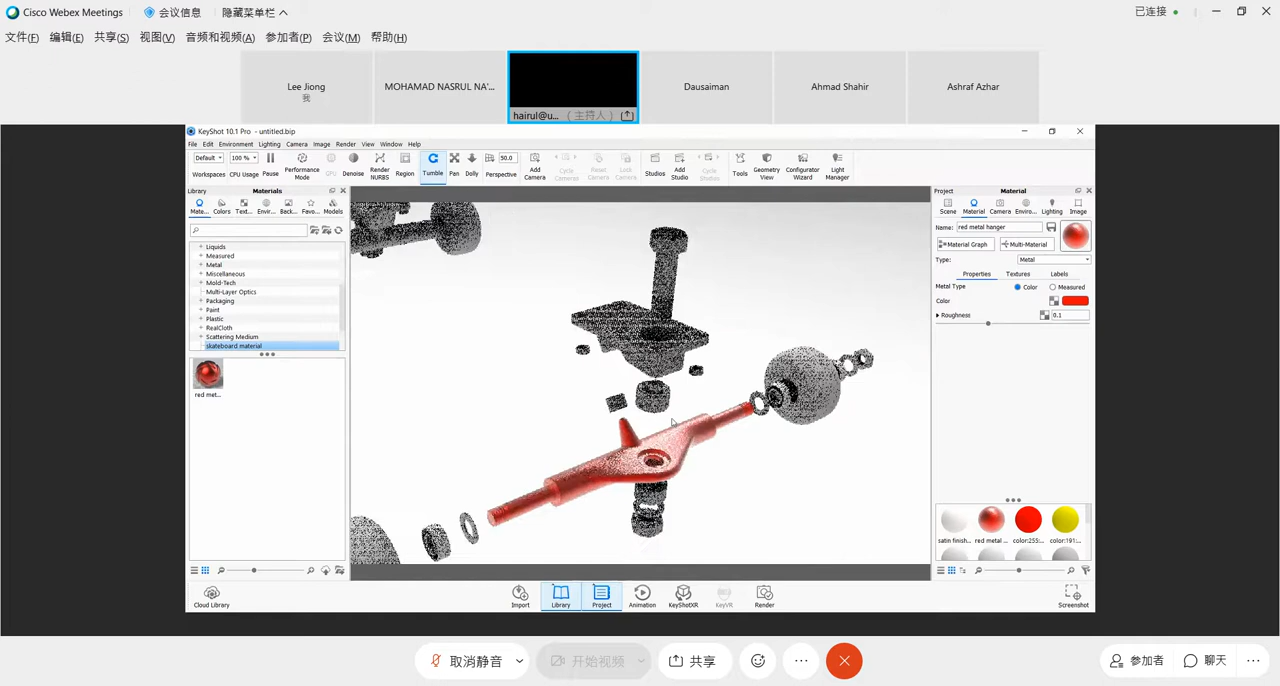 Cisco Webex Meetings 会议信息 隐藏菜单栏 已连接
文件(F) 编辑(E) 共享(S) 视图(V) 音频和视频(A) 参与者(P) 会议(M) 帮助(H)
Lee Jiong
我
MOHAMAD NASRUL NA'...
hairul@u... (主持人)
Dausaiman
Ahmad Shahir
Ashraf Azhar
KeyShot 10.1 Pro - untitled.bip
File Edit Environment Lighting Camera Image Render View Window Help
Default 100 % 50.0
Workspaces CPU Usage Pause Performance Mode GPU Denoise Render NURBS Region Tumble Pan Dolly Perspective Add Camera Cycle Cameras Reset Camera Lock Camera Studios Add Studio Cycle Studios Tools Geometry View Configurator Wizard Light Manager
Library Materials
Mate... Colors Text... Envir... Back... Favo... Models
Liquids
Measured
Metal
Miscellaneous
Mold-Tech
Multi-Layer Optics
Packaging
Paint
Plastic
RealCloth
Scattering Medium
skateboard material
red met...
Project Material
Scene Material Camera Enviro... Lighting Image
Name: red metal hanger
Material Graph Multi-Material
Type: Metal
Properties Textures Labels
Metal Type Color Measured
Color
Roughness 0.1
satin finish... red metal ... color:255:... color:191:...
Cloud Library Import Library Project Animation KeyShotXR KeyVR Render Screenshot
取消静音 开始视频 共享 参与者 聊天